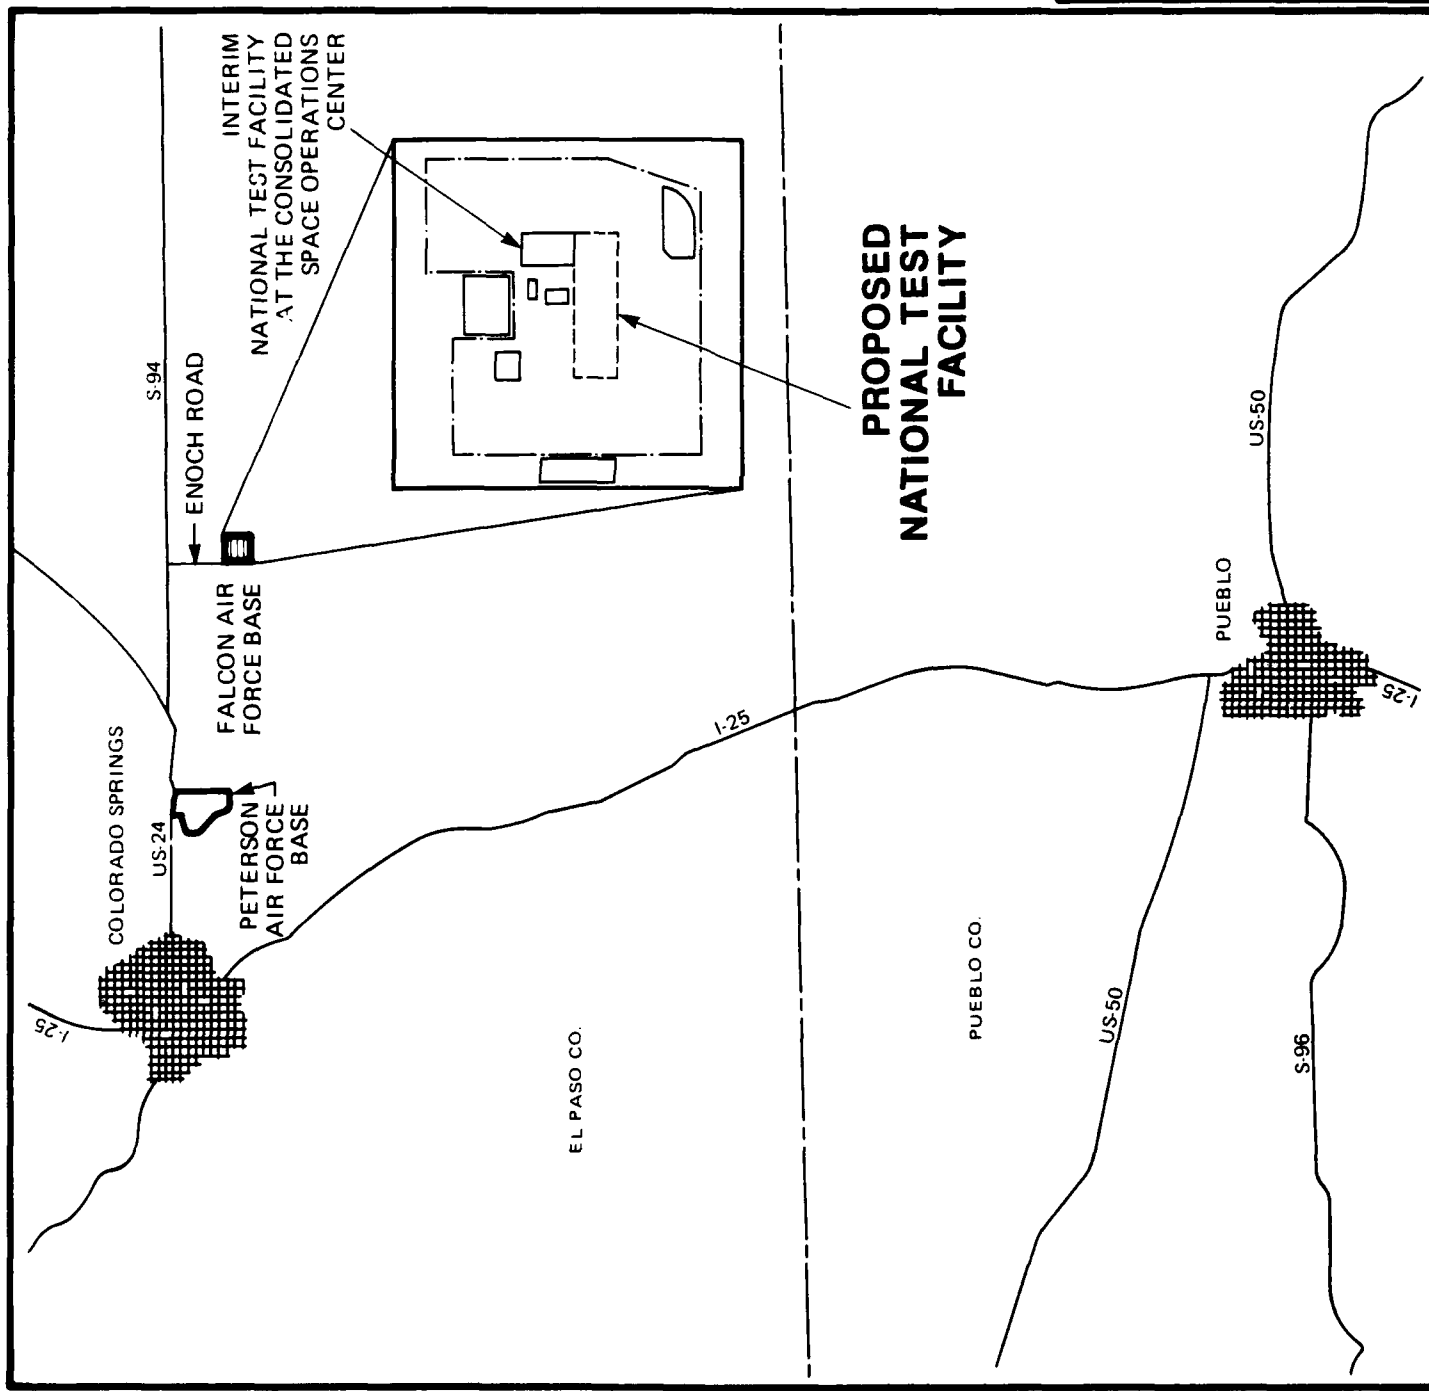 I-25
COLORADO SPRINGS
US-24
PETERSON
AIR FORCE
BASE
FALCON AIR
FORCE BASE
ENOCH ROAD
S-94
INTERIM
NATIONAL TEST FACILITY
AT THE CONSOLIDATED
SPACE OPERATIONS
CENTER
I-25
EL PASO CO.
PUEBLO CO.
PROPOSED
NATIONAL TEST
FACILITY
US-50
PUEBLO
US-50
S-96
I-25